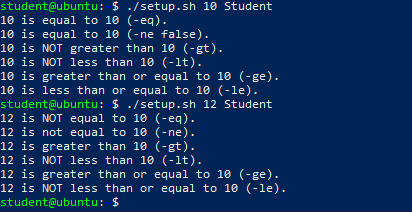 student@ubuntu:~$ ./setup.sh 10 Student
10 is equal to 10 (-eq).
10 is equal to 10 (-ne false).
10 is NOT greater than 10 (-gt).
10 is NOT less than 10 (-lt).
10 is greater than or equal to 10 (-ge).
10 is less than or equal to 10 (-le).
student@ubuntu:~$ ./setup.sh 12 Student
12 is NOT equal to 10 (-eq).
12 is not equal to 10 (-ne).
12 is greater than 10 (-gt).
12 is NOT less than 10 (-lt).
12 is greater than or equal to 10 (-ge).
12 is NOT less than or equal to 10 (-le).
student@ubuntu:~$